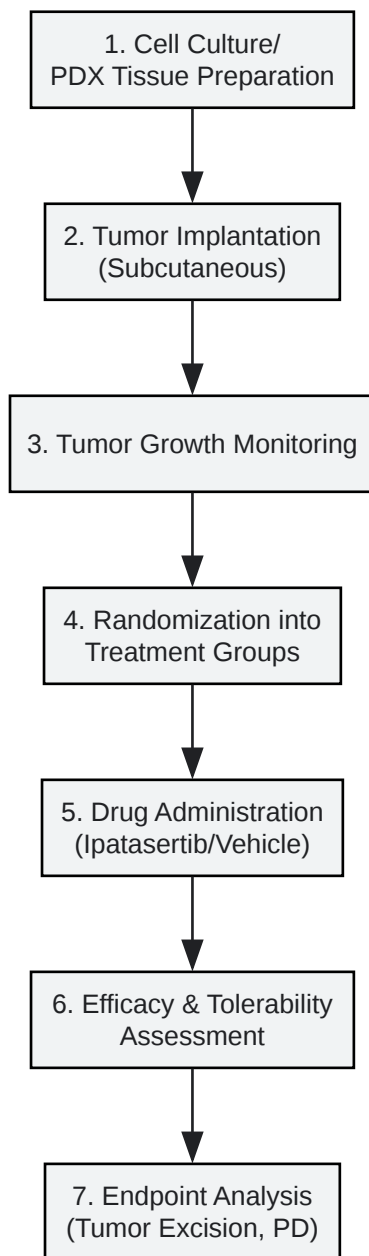 1. Cell Culture/
PDX Tissue Preparation
2. Tumor Implantation
(Subcutaneous)
3. Tumor Growth Monitoring
4. Randomization into
Treatment Groups
5. Drug Administration
(Ipatasertib/Vehicle)
6. Efficacy & Tolerability
Assessment
7. Endpoint Analysis
(Tumor Excision, PD)